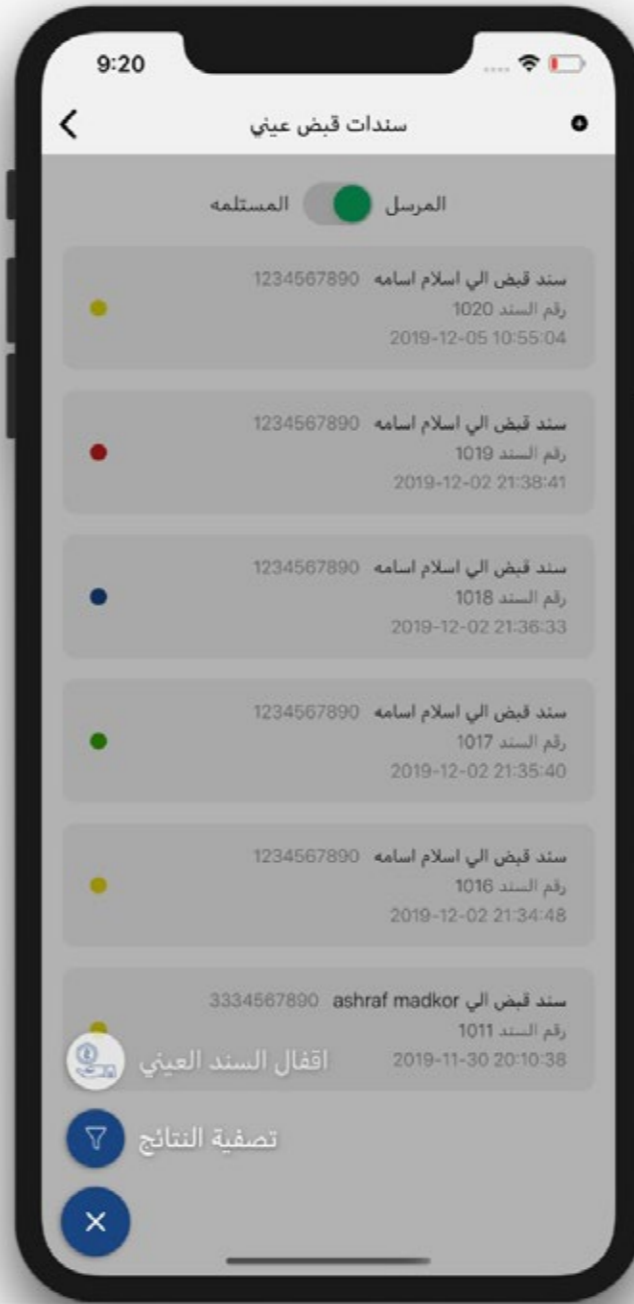 9:20
سندات قبض عيني
المرسل المستلمه
سند قبض الي اسلام اسامه 1234567890
رقم السند 1020
2019-12-05 10:55:04
سند قبض الي اسلام اسامه 1234567890
رقم السند 1019
2019-12-02 21:38:41
سند قبض الي اسلام اسامه 1234567890
رقم السند 1018
2019-12-02 21:36:33
سند قبض الي اسلام اسامه 1234567890
رقم السند 1017
2019-12-02 21:35:40
سند قبض الي اسلام اسامه 1234567890
رقم السند 1016
2019-12-02 21:34:48
سند قبض الي ashraf madkor 3334567890
رقم السند 1011
2019-11-30 20:10:38
اقفال السند العيني
تصفية النتائج